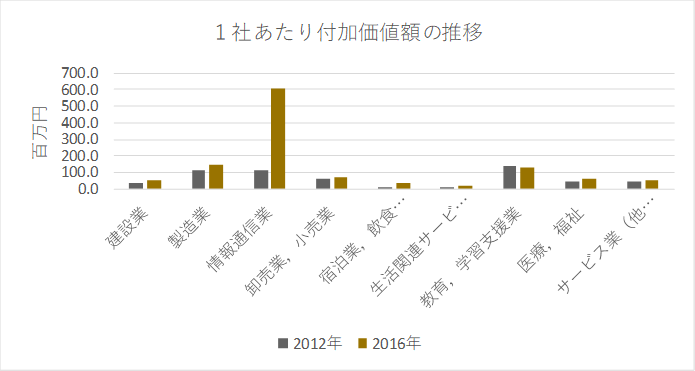 １社あたり付加価値額の推移
百万円
700.0
600.0
500.0
400.0
300.0
200.0
100.0
0.0
建設業
製造業
情報通信業
卸売業，小売業
宿泊業，飲食…
生活関連サービ…
教育，学習支援業
医療，福祉
サービス業（他…
2012年 2016年